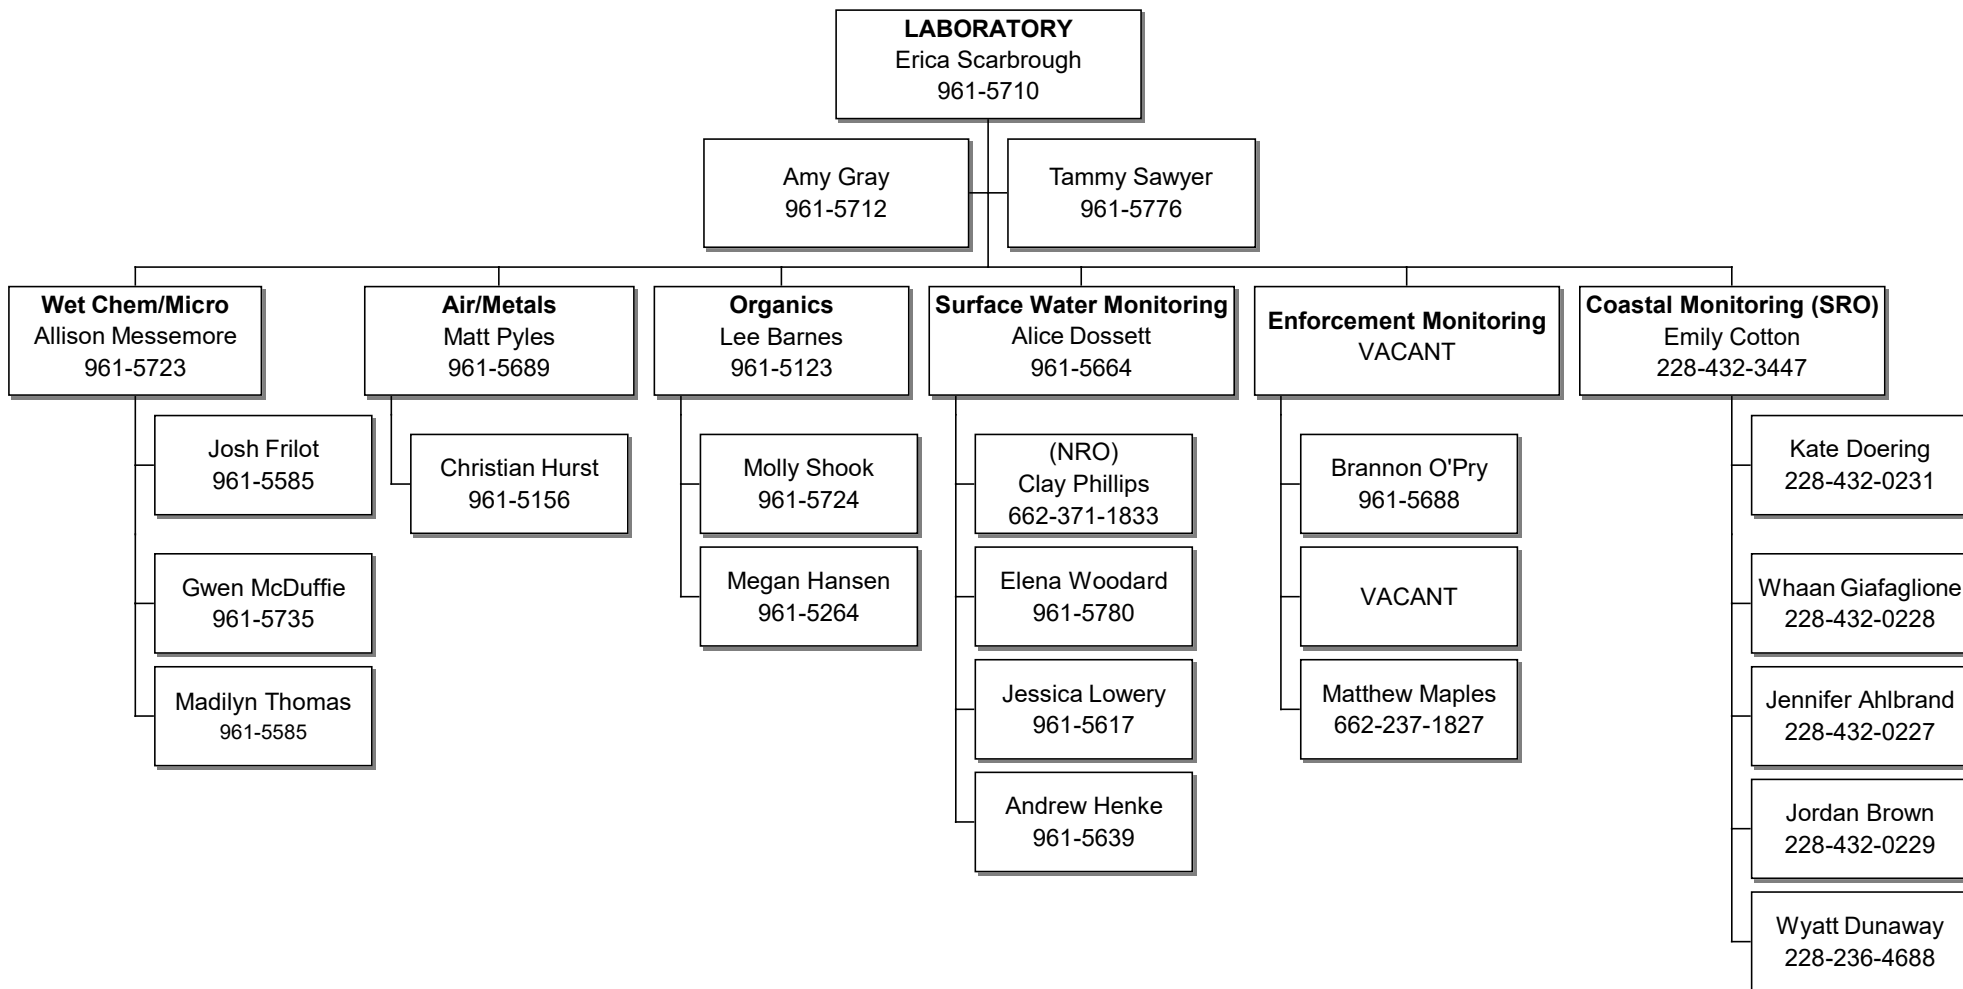 LABORATORY
Erica Scarbrough
961-5710
Amy Gray
961-5712
Tammy Sawyer
961-5776
Wet Chem/Micro
Allison Messemore
961-5723
Air/Metals
Matt Pyles
961-5689
Organics
Lee Barnes
961-5123
Surface Water Monitoring
Alice Dossett
961-5664
Enforcement Monitoring
VACANT
Coastal Monitoring (SRO)
Emily Cotton
228-432-3447
Josh Frilot
961-5585
Gwen McDuffie
961-5735
Madilyn Thomas
961-5585
Christian Hurst
961-5156
Molly Shook
961-5724
Megan Hansen
961-5264
(NRO)
Clay Phillips
662-371-1833
Elena Woodard
961-5780
Jessica Lowery
961-5617
Andrew Henke
961-5639
Brannon O'Pry
961-5688
VACANT
Matthew Maples
662-237-1827
Kate Doering
228-432-0231
Whaan Giafaglione
228-432-0228
Jennifer Ahlbrand
228-432-0227
Jordan Brown
228-432-0229
Wyatt Dunaway
228-236-4688